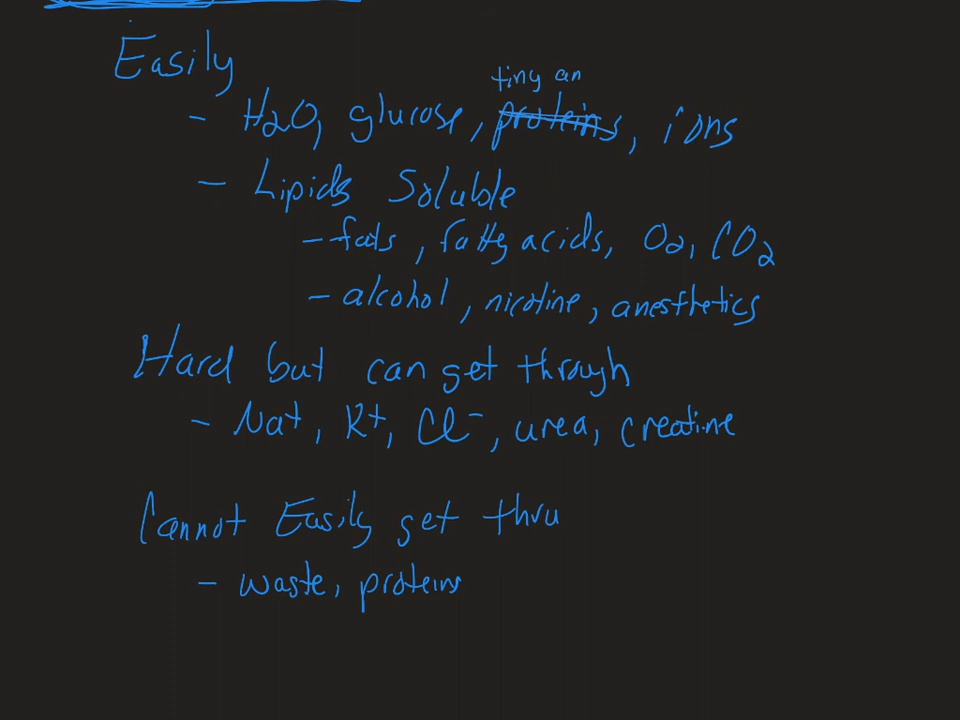 Easily
tiny an
- H2O, glucose, proteins, ions
- Lipids Soluble
- fats, fatty acids, O2, CO2
- alcohol, nicotine, anesthetics
Hard but can get through
- Na+, K+, Cl-, urea, creatine
Cannot Easily get thru
- waste, proteins